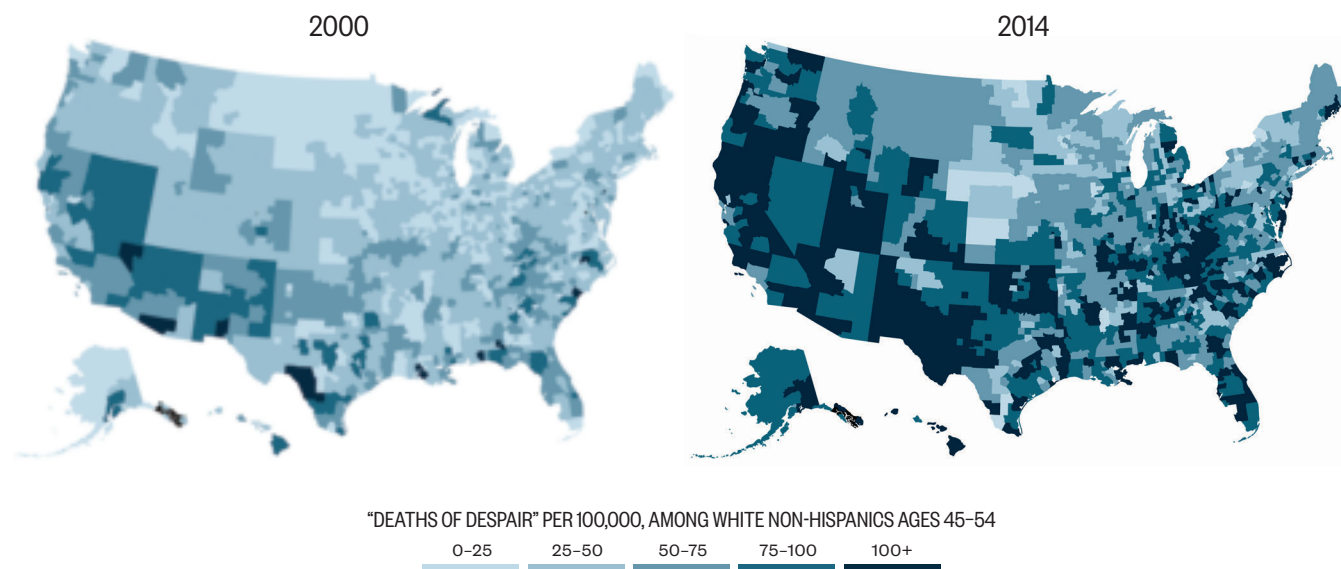 2000
2014
“DEATHS OF DESPAIR” PER 100,000, AMONG WHITE NON-HISPANICS AGES 45–54
0–25 25–50 50–75 75–100 100+